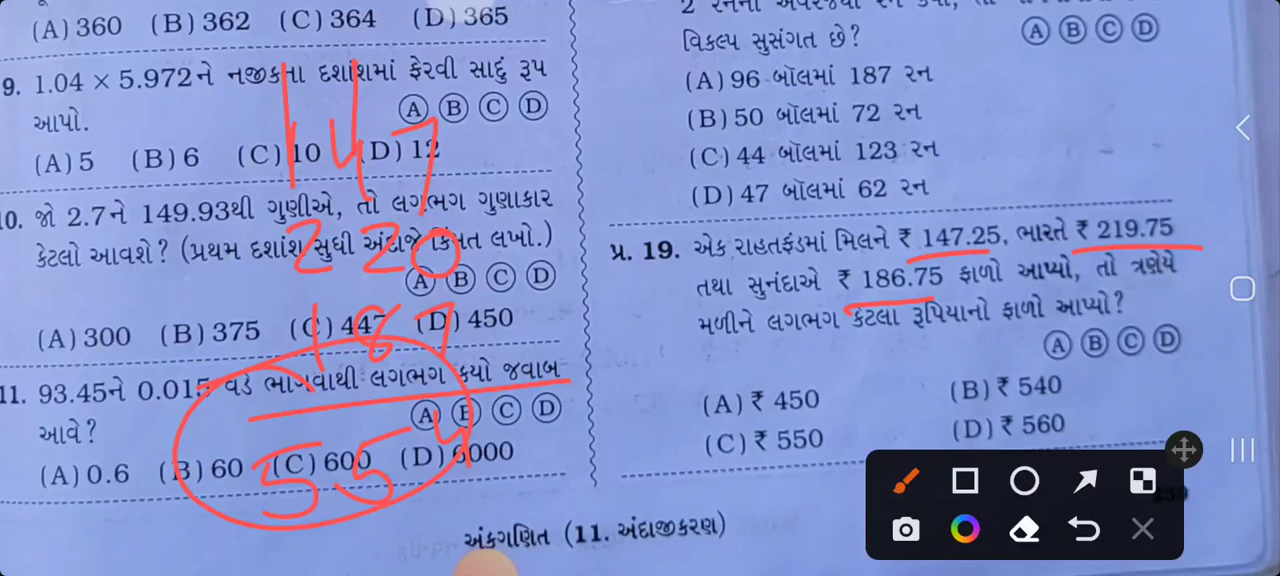 (A) 360 (B) 362 (C) 364 (D) 365
9. 1.04 × 5.972ને નજીકના દશાંશમાં ફેરવી સાદું રૂપ
આપો. A B C D
(A) 5 (B) 6 (C) 10 (D) 12
10. જો 2.7ને 149.93થી ગુણીએ, તો લગભગ ગુણાકાર
કેટલો આવશે? (પ્રથમ દશાંશ સુધી અંદાજે કિંમત લખો.)
A B C D
(A) 300 (B) 375 (C) 447 (D) 450
11. 93.45ને 0.015 વડે ભાગવાથી લગભગ કયો જવાબ
આવે? A B C D
(A) 0.6 (B) 60 (C) 600 (D) 6000
147
220
187
554
વિકલ્પ સુસંગત છે? A B C D
(A) 96 બૉલમાં 187 રન
(B) 50 બૉલમાં 72 રન
(C) 44 બૉલમાં 123 રન
(D) 47 બૉલમાં 62 રન
પ્ર. 19. એક રાહતફંડમાં મિલને ₹ 147.25, ભારતે ₹ 219.75
તથા સુનંદાએ ₹ 186.75 ફાળો આપ્યો, તો ત્રણેયે
મળીને લગભગ કેટલા રૂપિયાનો ફાળો આપ્યો?
A B C D
(A) ₹ 450 (B) ₹ 540
(C) ₹ 550 (D) ₹ 560
અંકગણિત (11. અંદાજીકરણ)